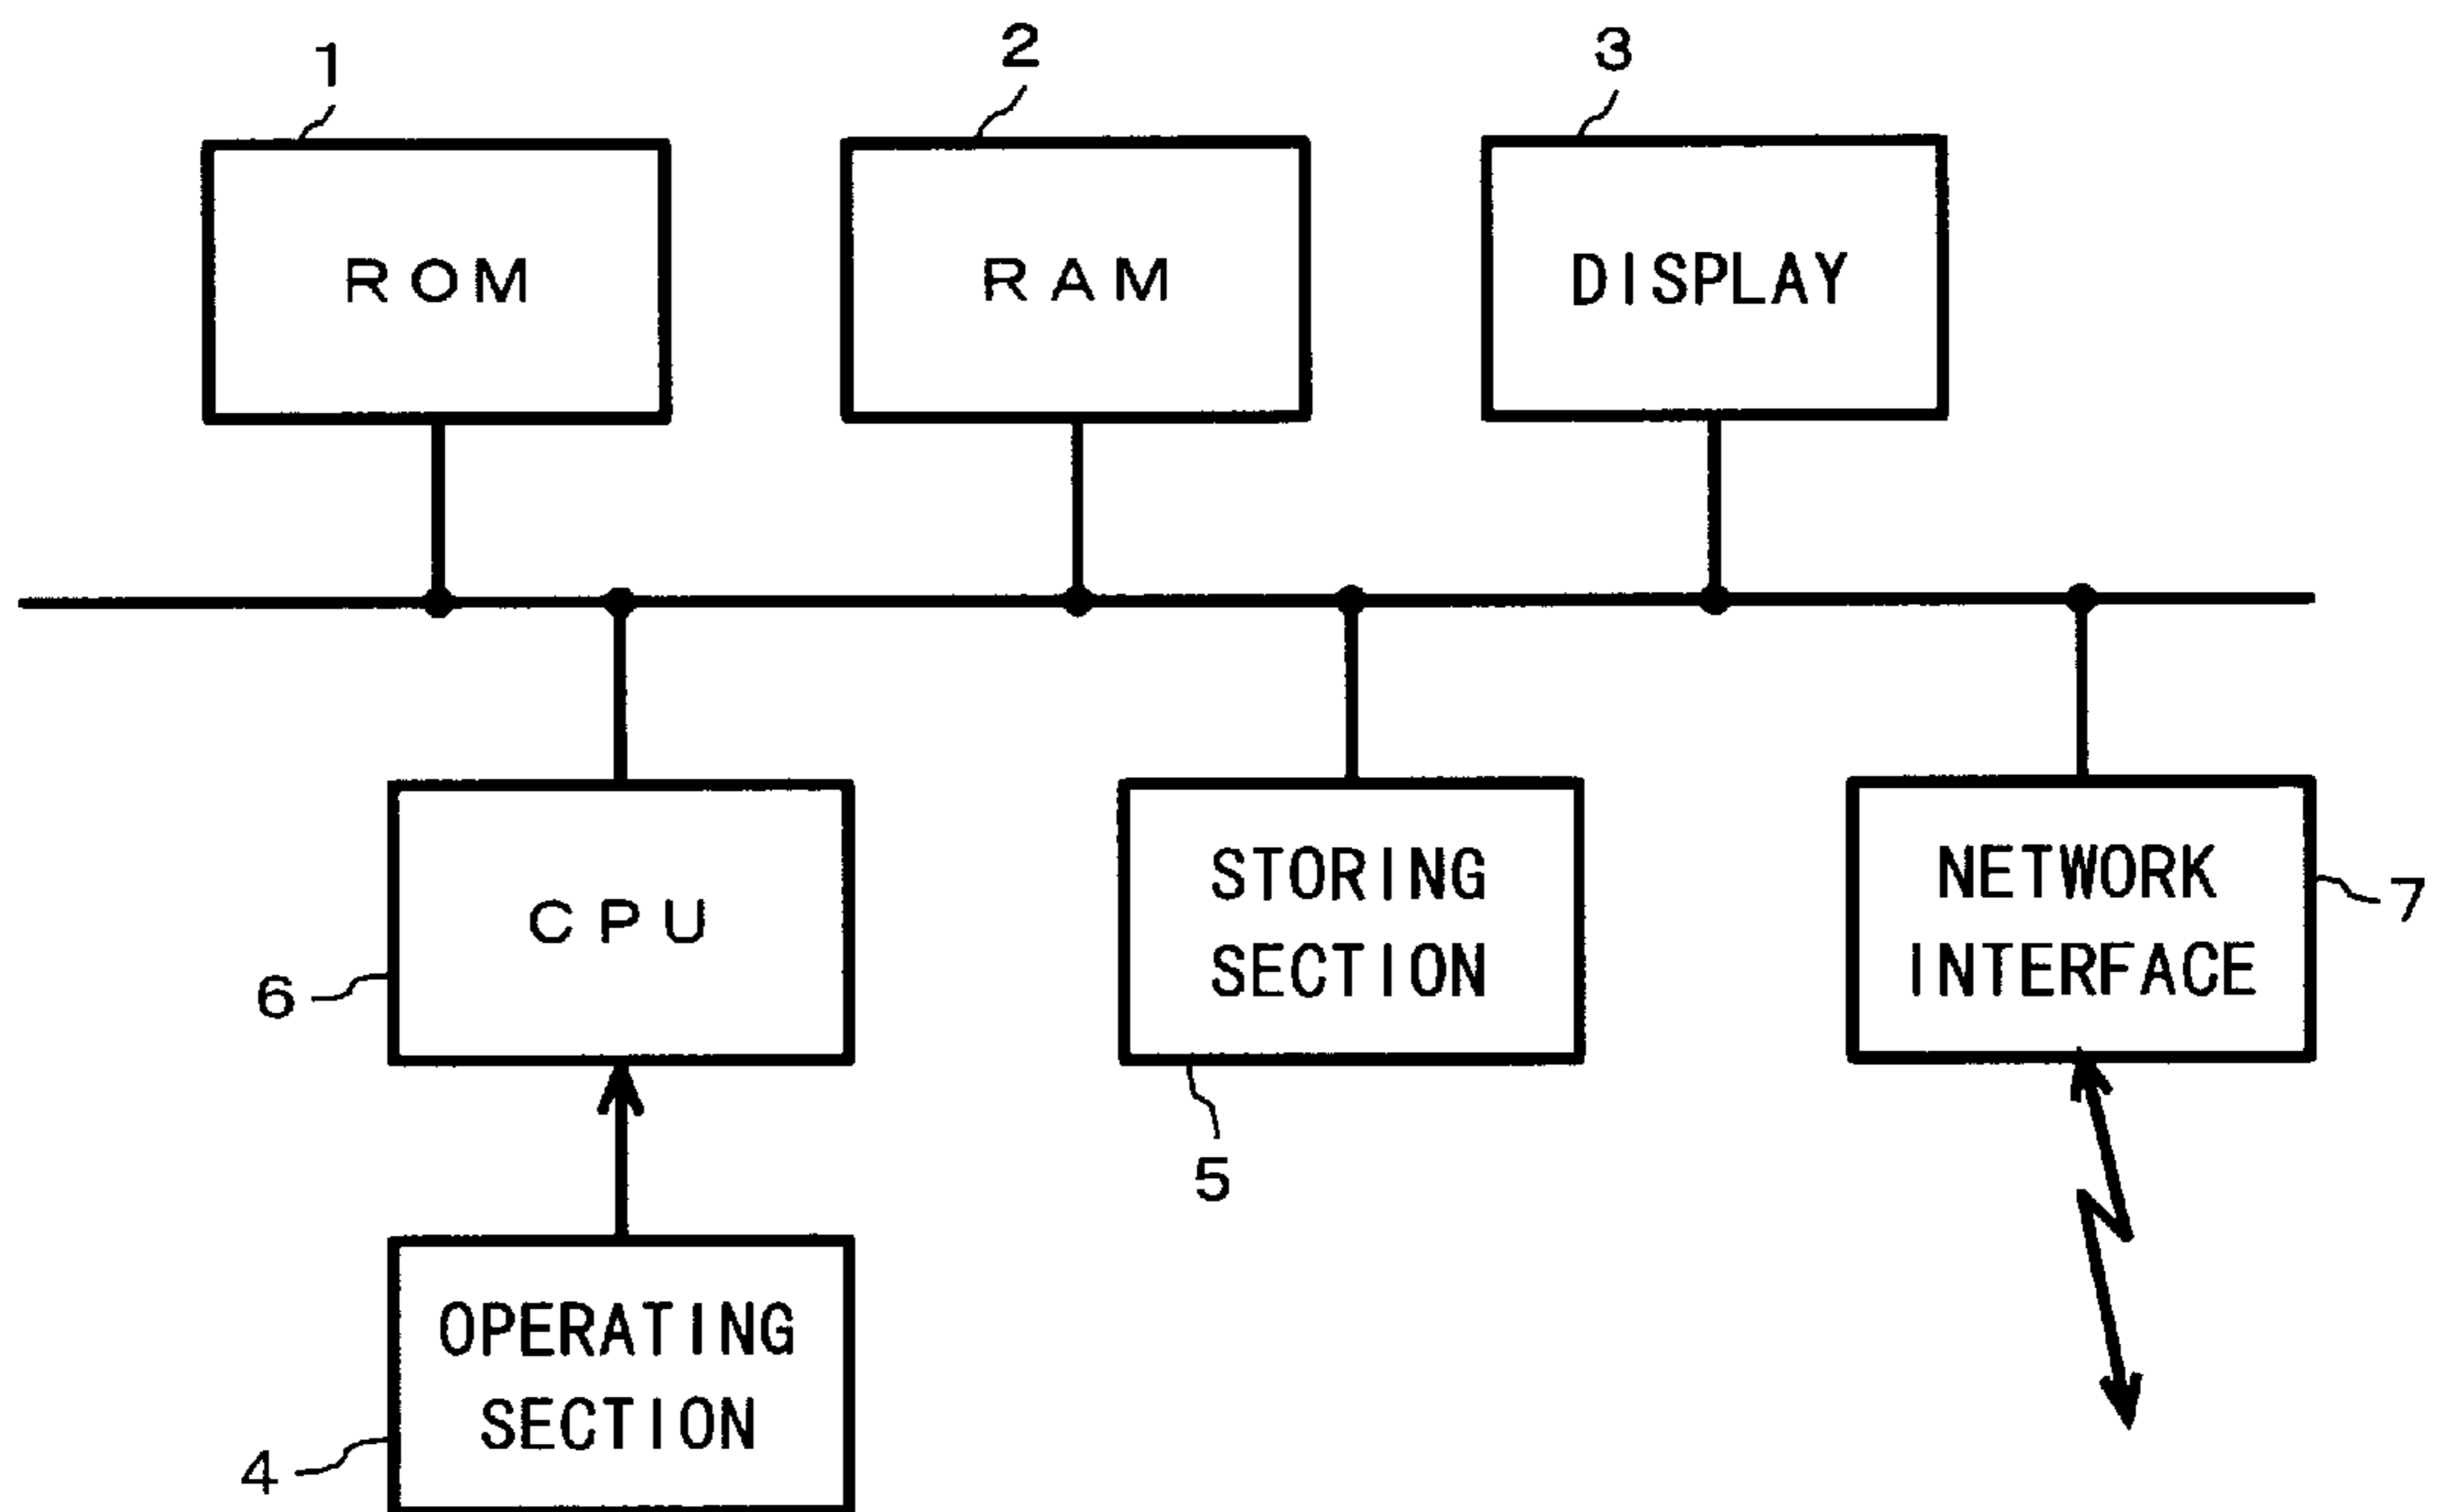 1
2
3
ROM
RAM
DISPLAY
CPU
STORING
SECTION
NETWORK
INTERFACE
6
7
5
OPERATING
SECTION
4